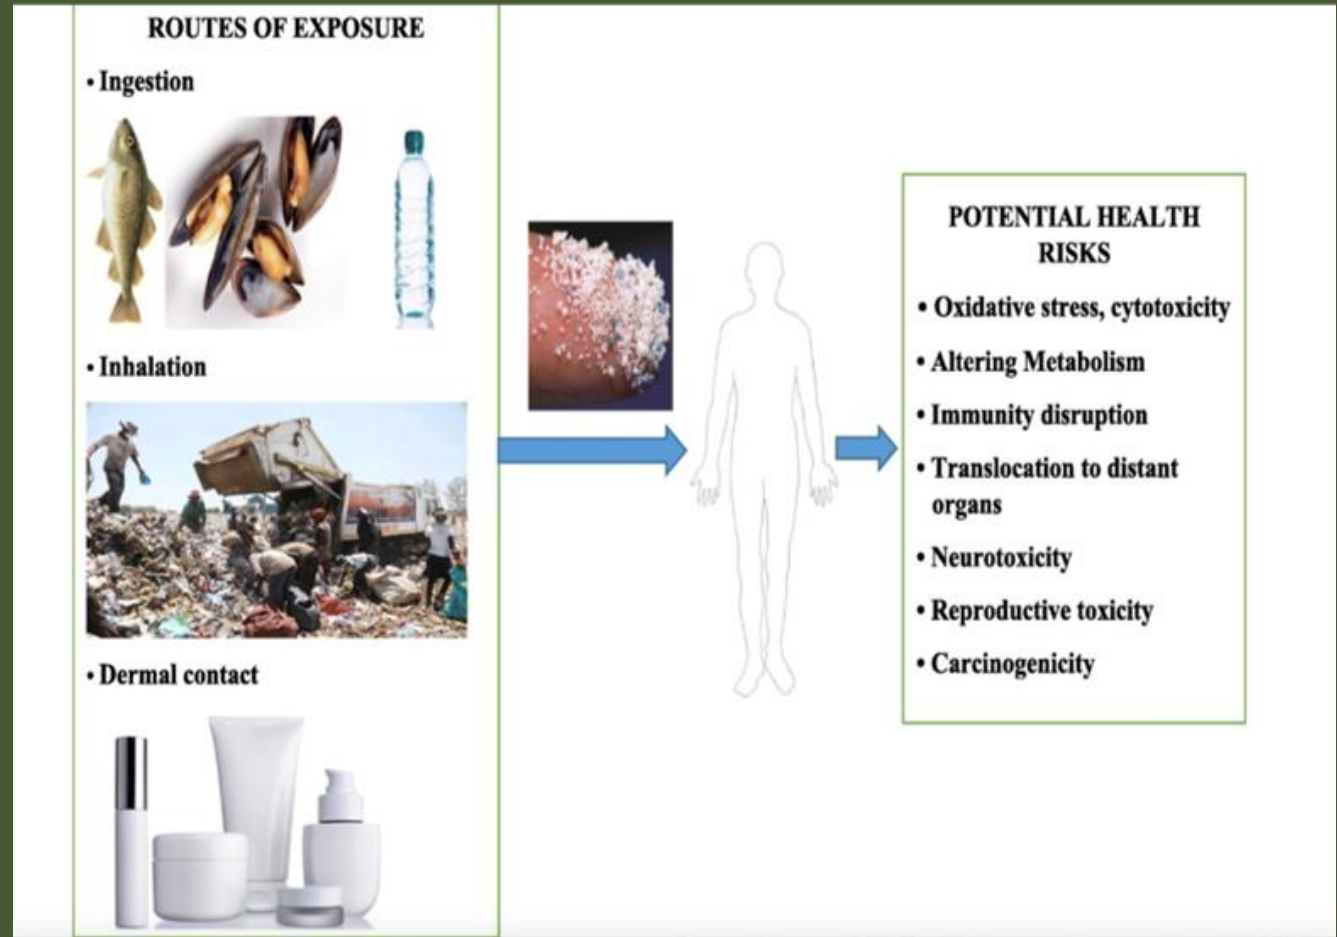 ROUTES OF EXPOSURE
• Ingestion
• Inhalation
• Dermal contact
POTENTIAL HEALTH
RISKS
• Oxidative stress, cytotoxicity
• Altering Metabolism
• Immunity disruption
• Translocation to distant
organs
• Neurotoxicity
• Reproductive toxicity
• Carcinogenicity